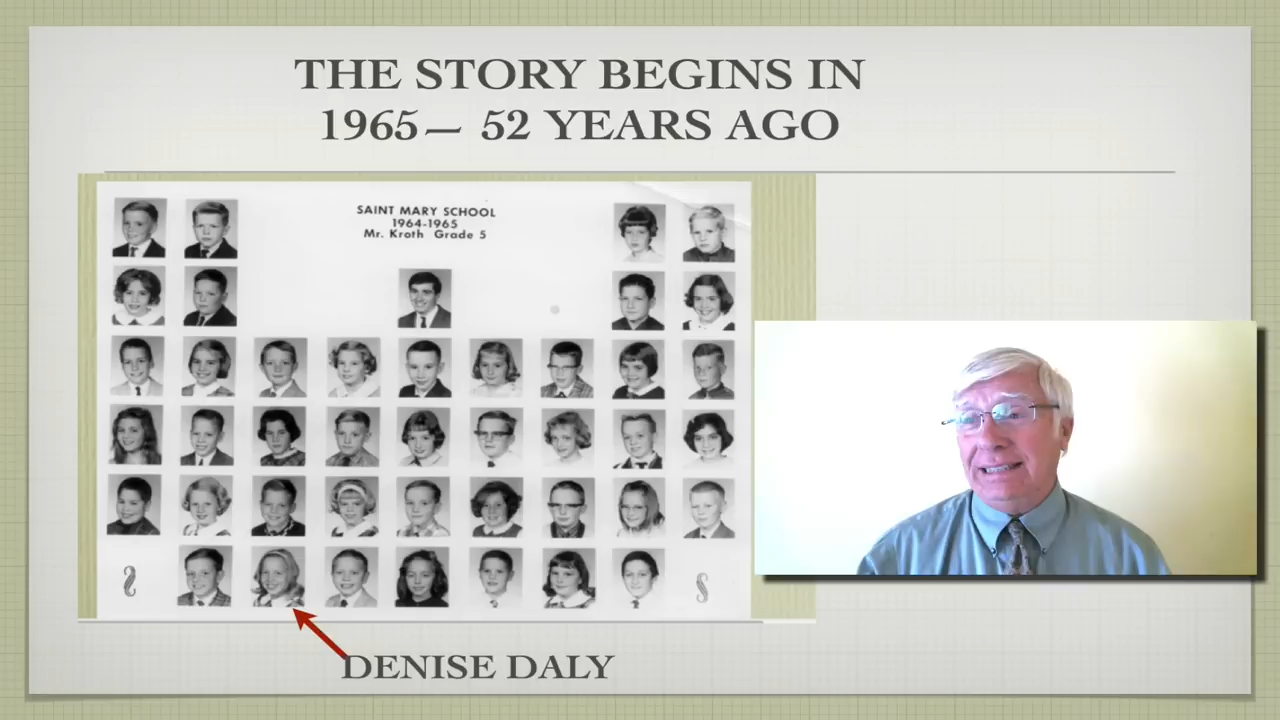 THE STORY BEGINS IN
1965— 52 YEARS AGO
SAINT MARY SCHOOL
1964-1965
Mr. Kroth Grade 5
DENISE DALY